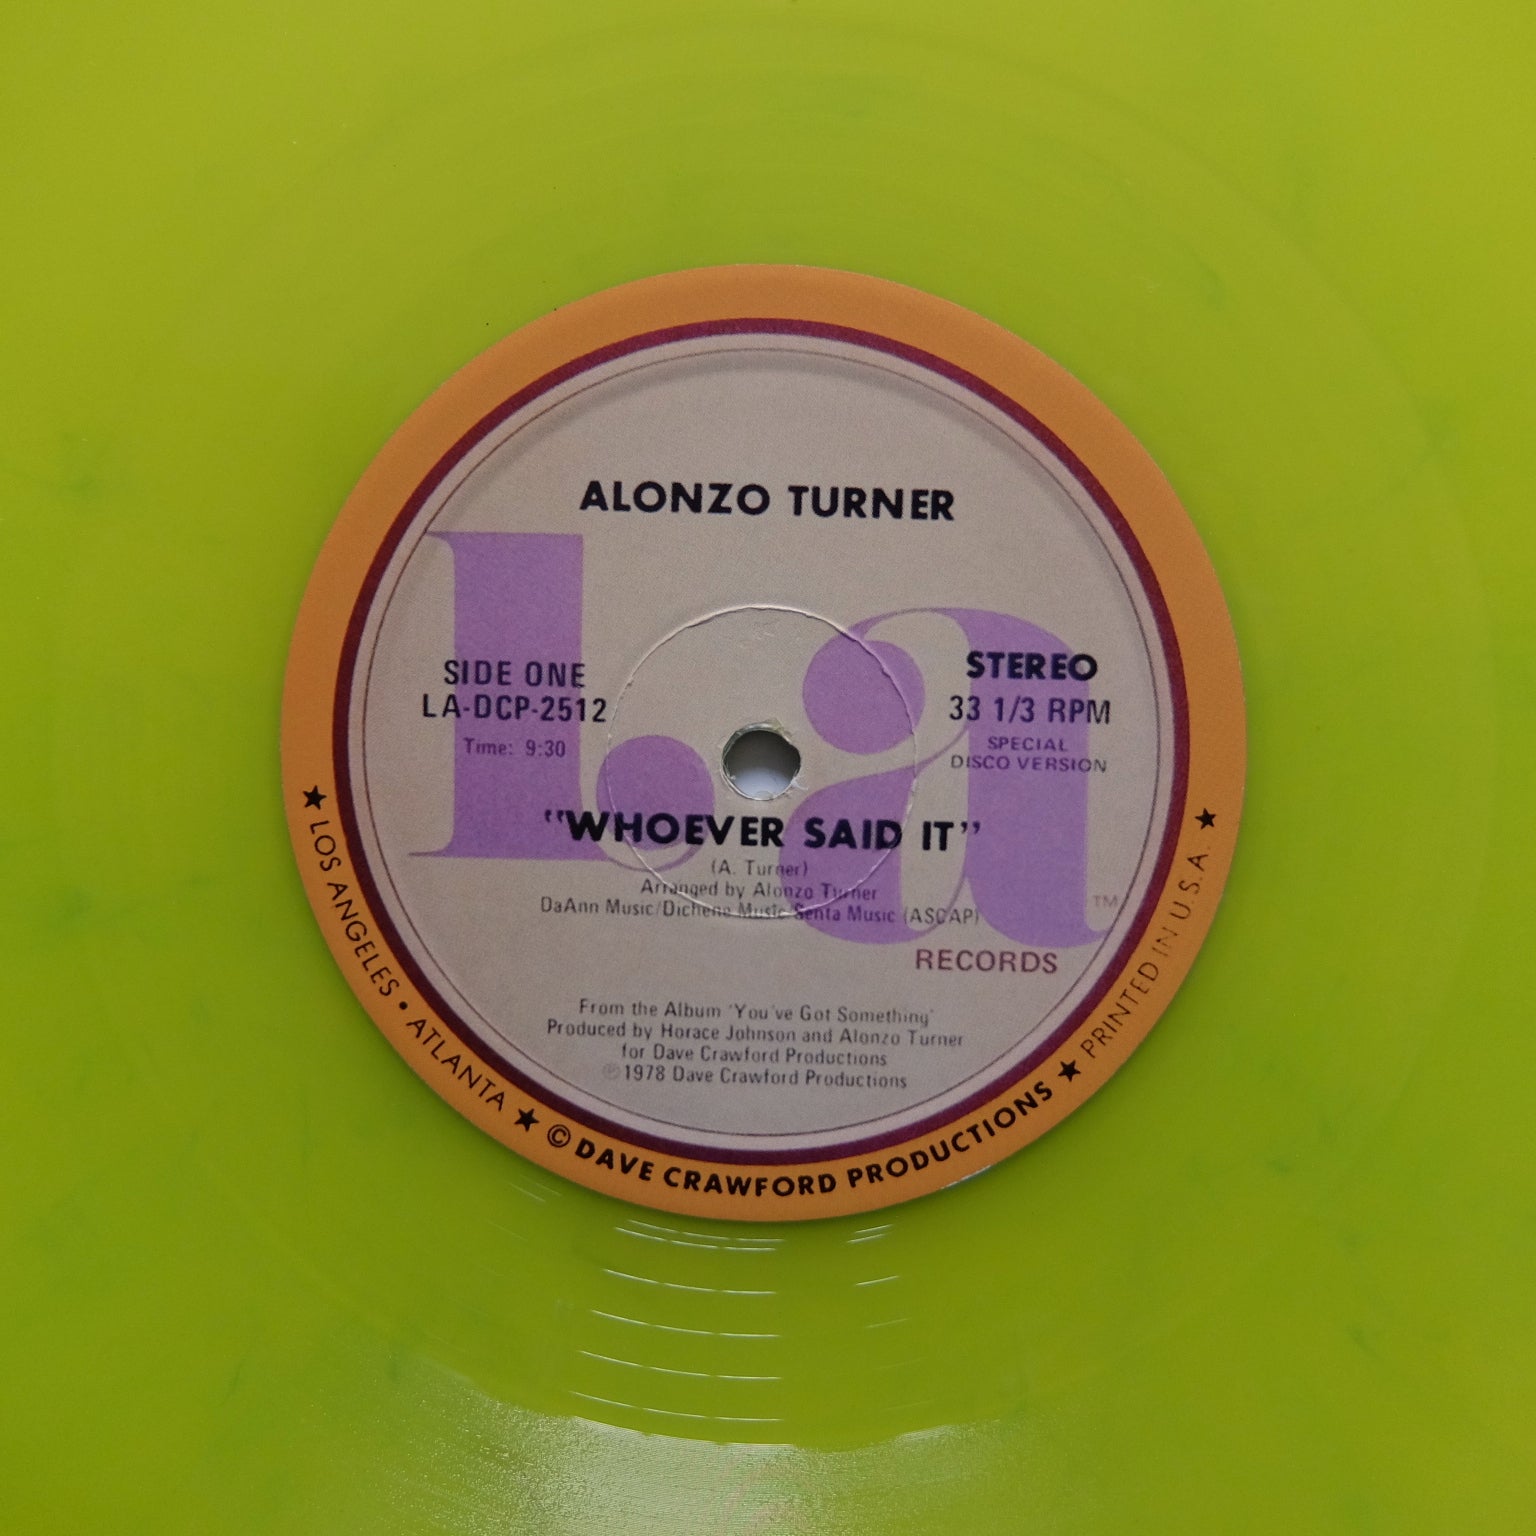 ALONZO TURNER
La
SIDE ONE
LA-DCP-2512
Time: 9:30
STEREO
33 1/3 RPM
SPECIAL
DISCO VERSION
"WHOEVER SAID IT"
(A. Turner)
Arranged by Alonzo Turner
DaAnn Music/Dichene Music/Senta Music (ASCAP)
TM
RECORDS
From the Album 'You've Got Something'
Produced by Horace Johnson and Alonzo Turner
for Dave Crawford Productions
℗1978 Dave Crawford Productions
★ LOS ANGELES • ATLANTA ★ © DAVE CRAWFORD PRODUCTIONS ★ PRINTED IN U.S.A. ★